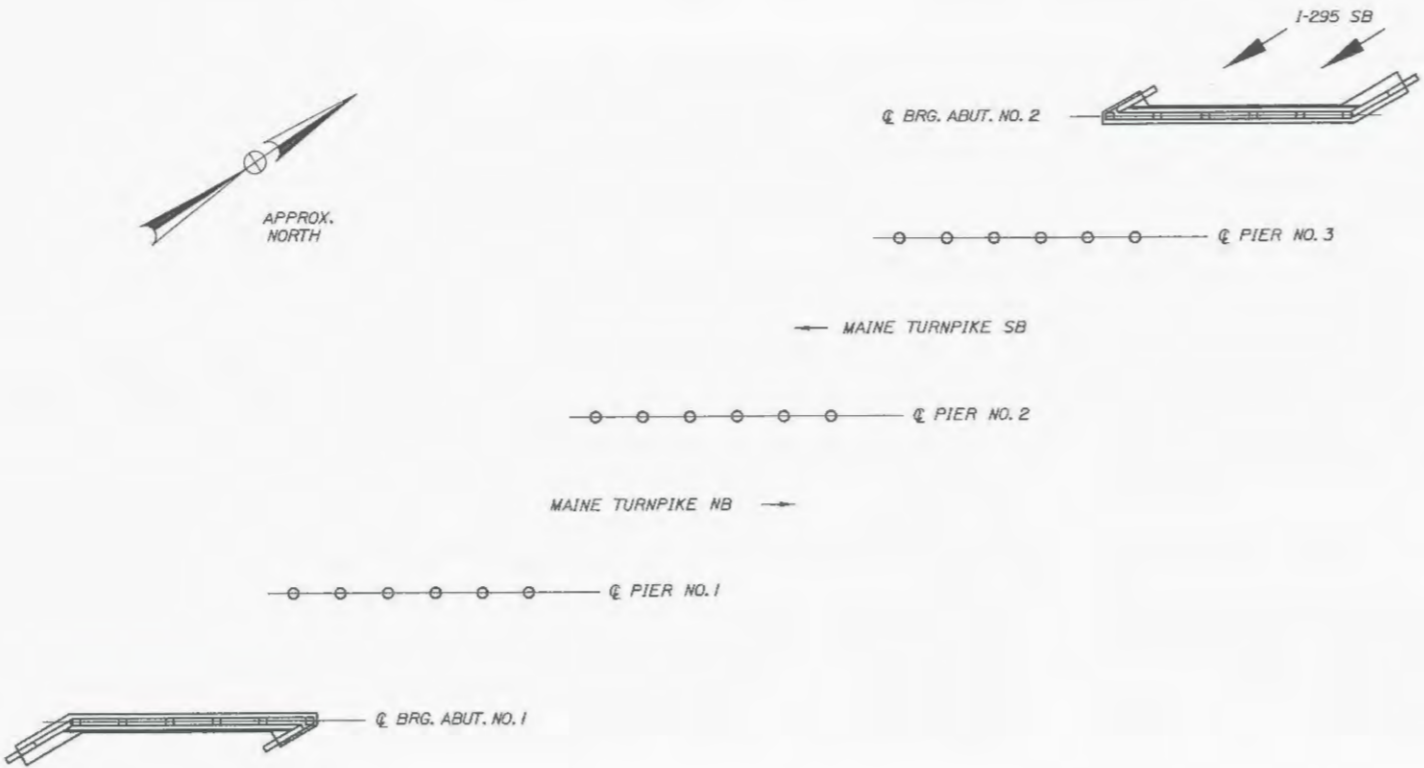 I-295 SB
℄ BRG. ABUT. NO. 2
APPROX.
NORTH
℄ PIER NO. 3
MAINE TURNPIKE SB
℄ PIER NO. 2
MAINE TURNPIKE NB
℄ PIER NO. 1
℄ BRG. ABUT. NO. 1